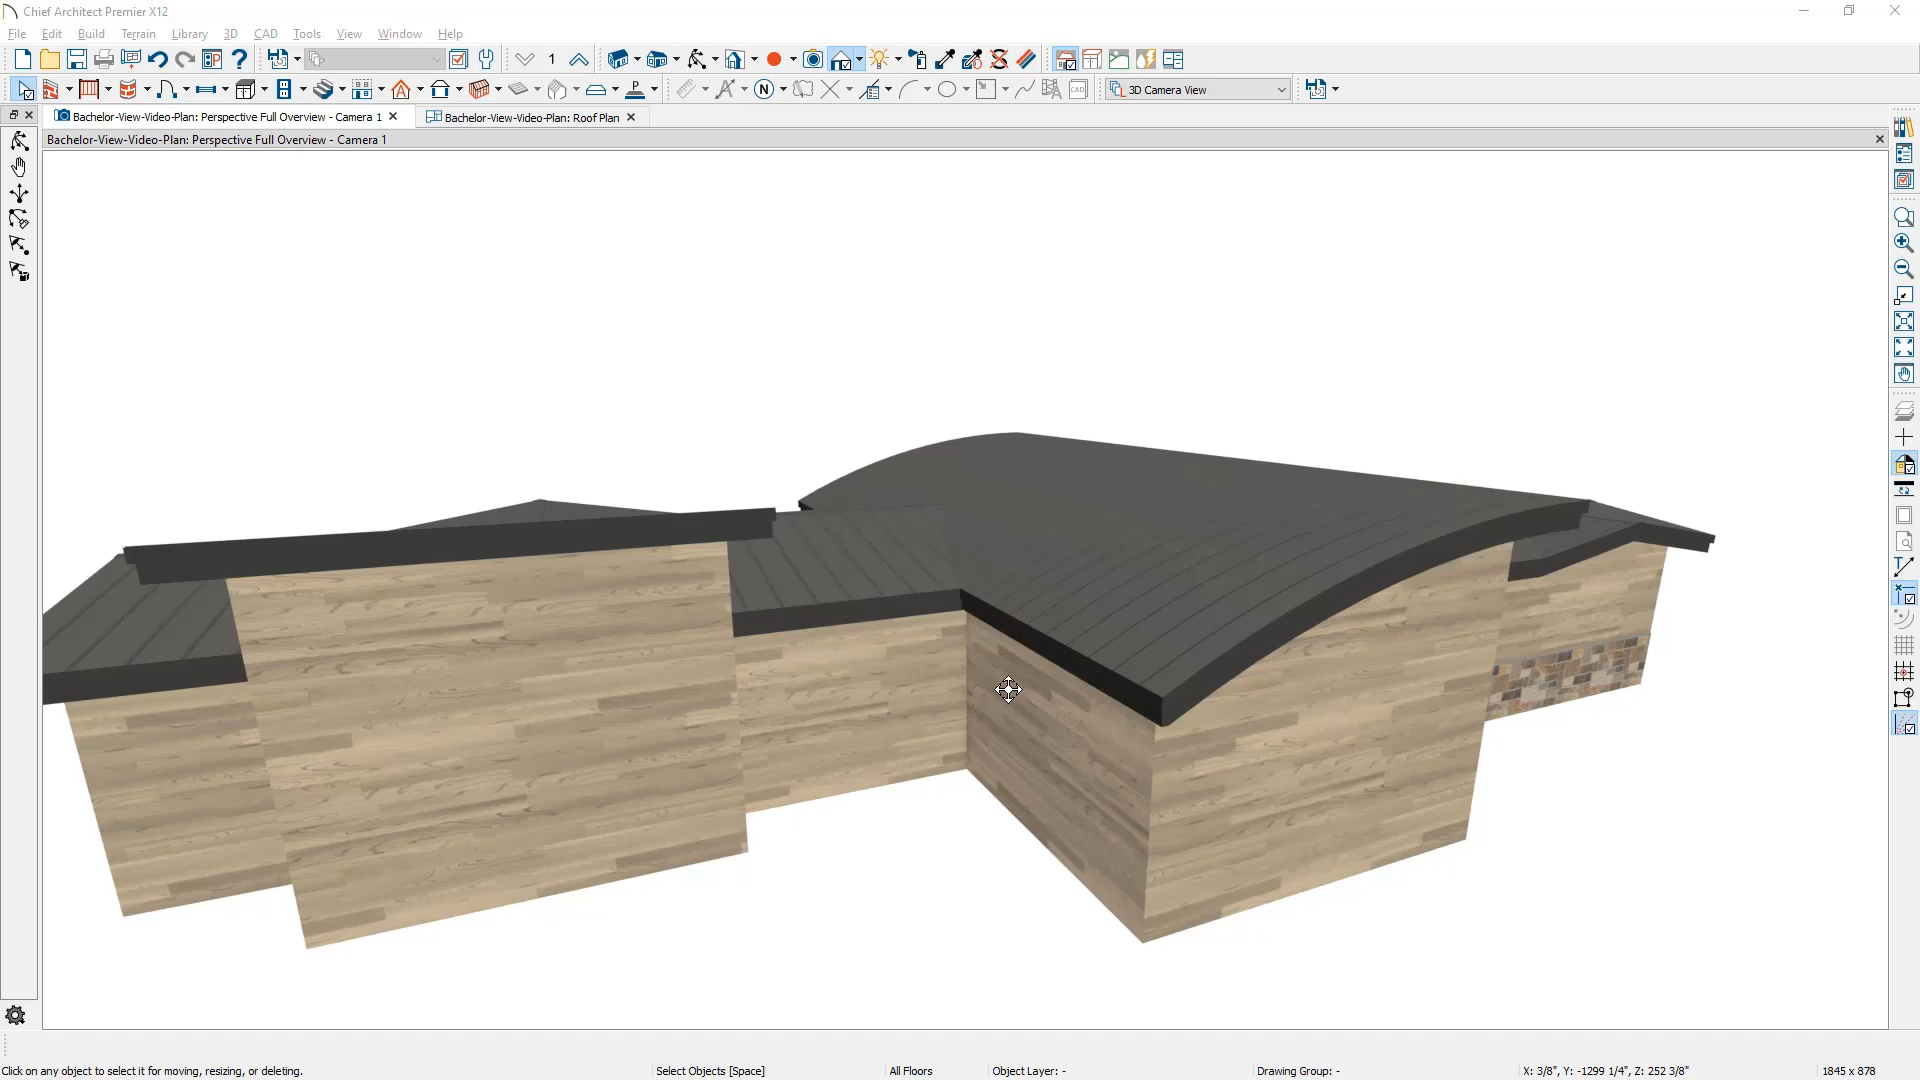 Chief Architect Premier X12
File Edit Build Terrain Library 3D CAD Tools View Window Help
1
N 3D Camera View
Bachelor-View-Video-Plan: Perspective Full Overview - Camera 1 Bachelor-View-Video-Plan: Roof Plan
Bachelor-View-Video-Plan: Perspective Full Overview - Camera 1
Click on any object to select it for moving, resizing, or deleting. Select Objects [Space] All Floors Object Layer: - Drawing Group: - X: 3/8", Y: -1299 1/4", Z: 252 3/8" 1845 x 878